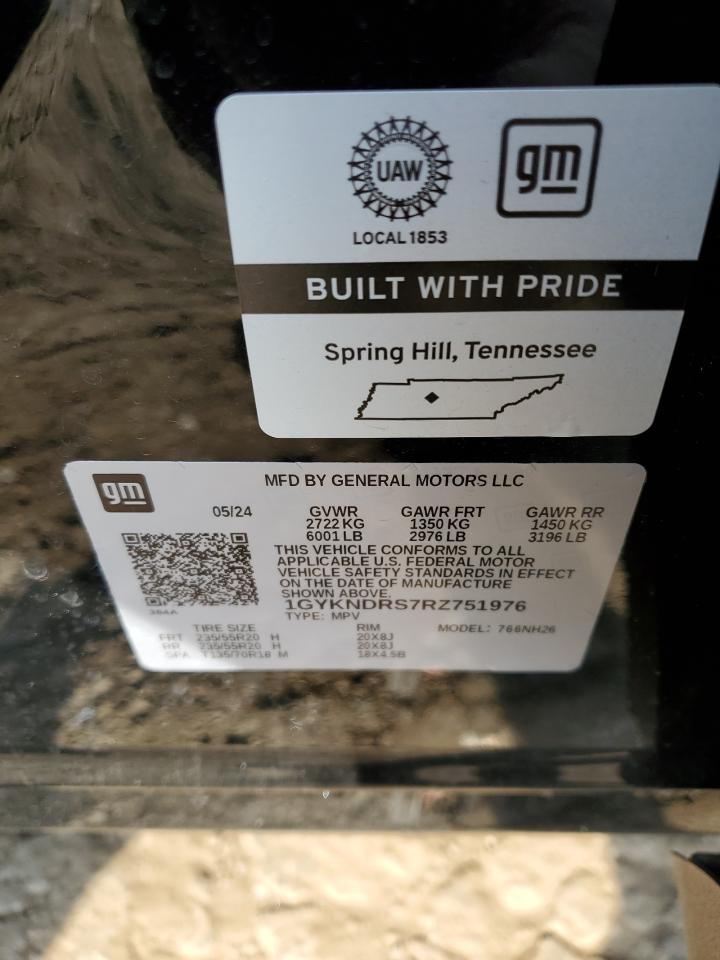 UAW
gm
LOCAL 1853
BUILT WITH PRIDE
Spring Hill, Tennessee
gm
MFD BY GENERAL MOTORS LLC
05/24 GVWR GAWR FRT GAWR RR
2722 KG 1350 KG 1450 KG
6001 LB 2976 LB 3196 LB
THIS VEHICLE CONFORMS TO ALL
APPLICABLE U.S. FEDERAL MOTOR
VEHICLE SAFETY STANDARDS IN EFFECT
ON THE DATE OF MANUFACTURE
SHOWN ABOVE.
1GYKNDRS7RZ751976
TYPE: MPV
TIRE SIZE RIM MODEL: 766NH26
FRT 235/55R20 H 20X8J
RR 235/55R20 H 20X8J
SPA T135/70R18 M 18X4.5B